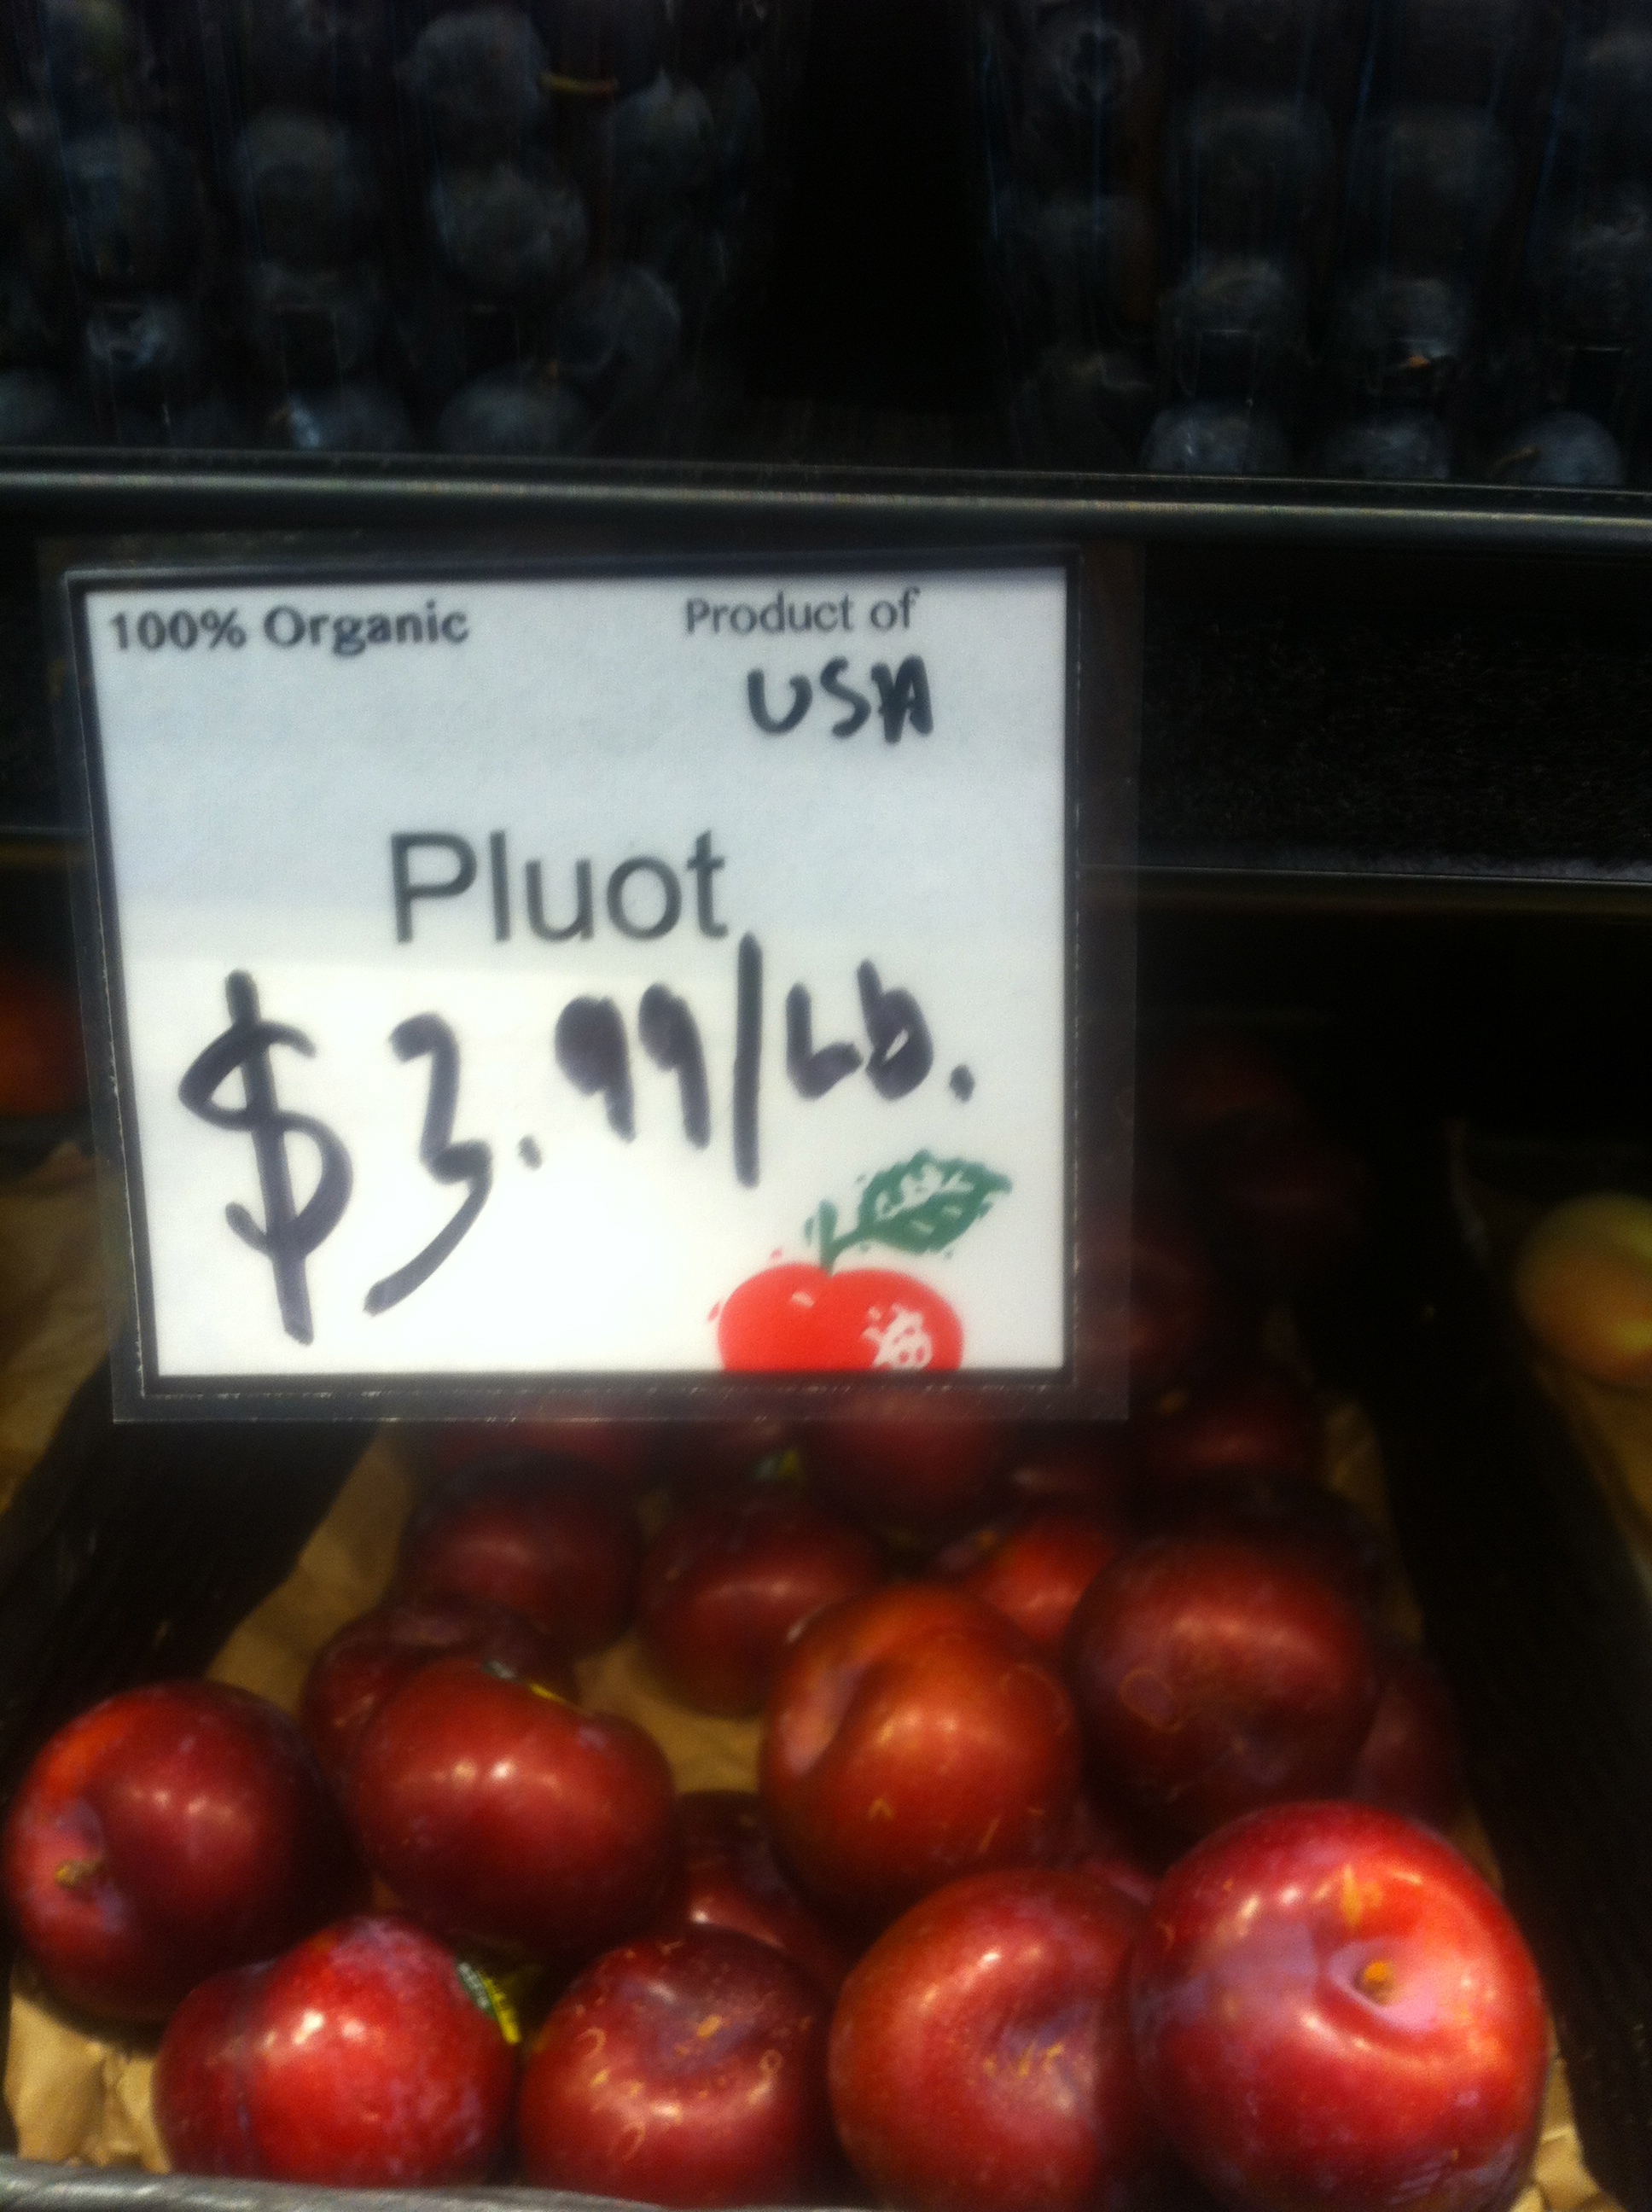 100% Organic
Product of
USA
Pluot
$3.99/Lb.